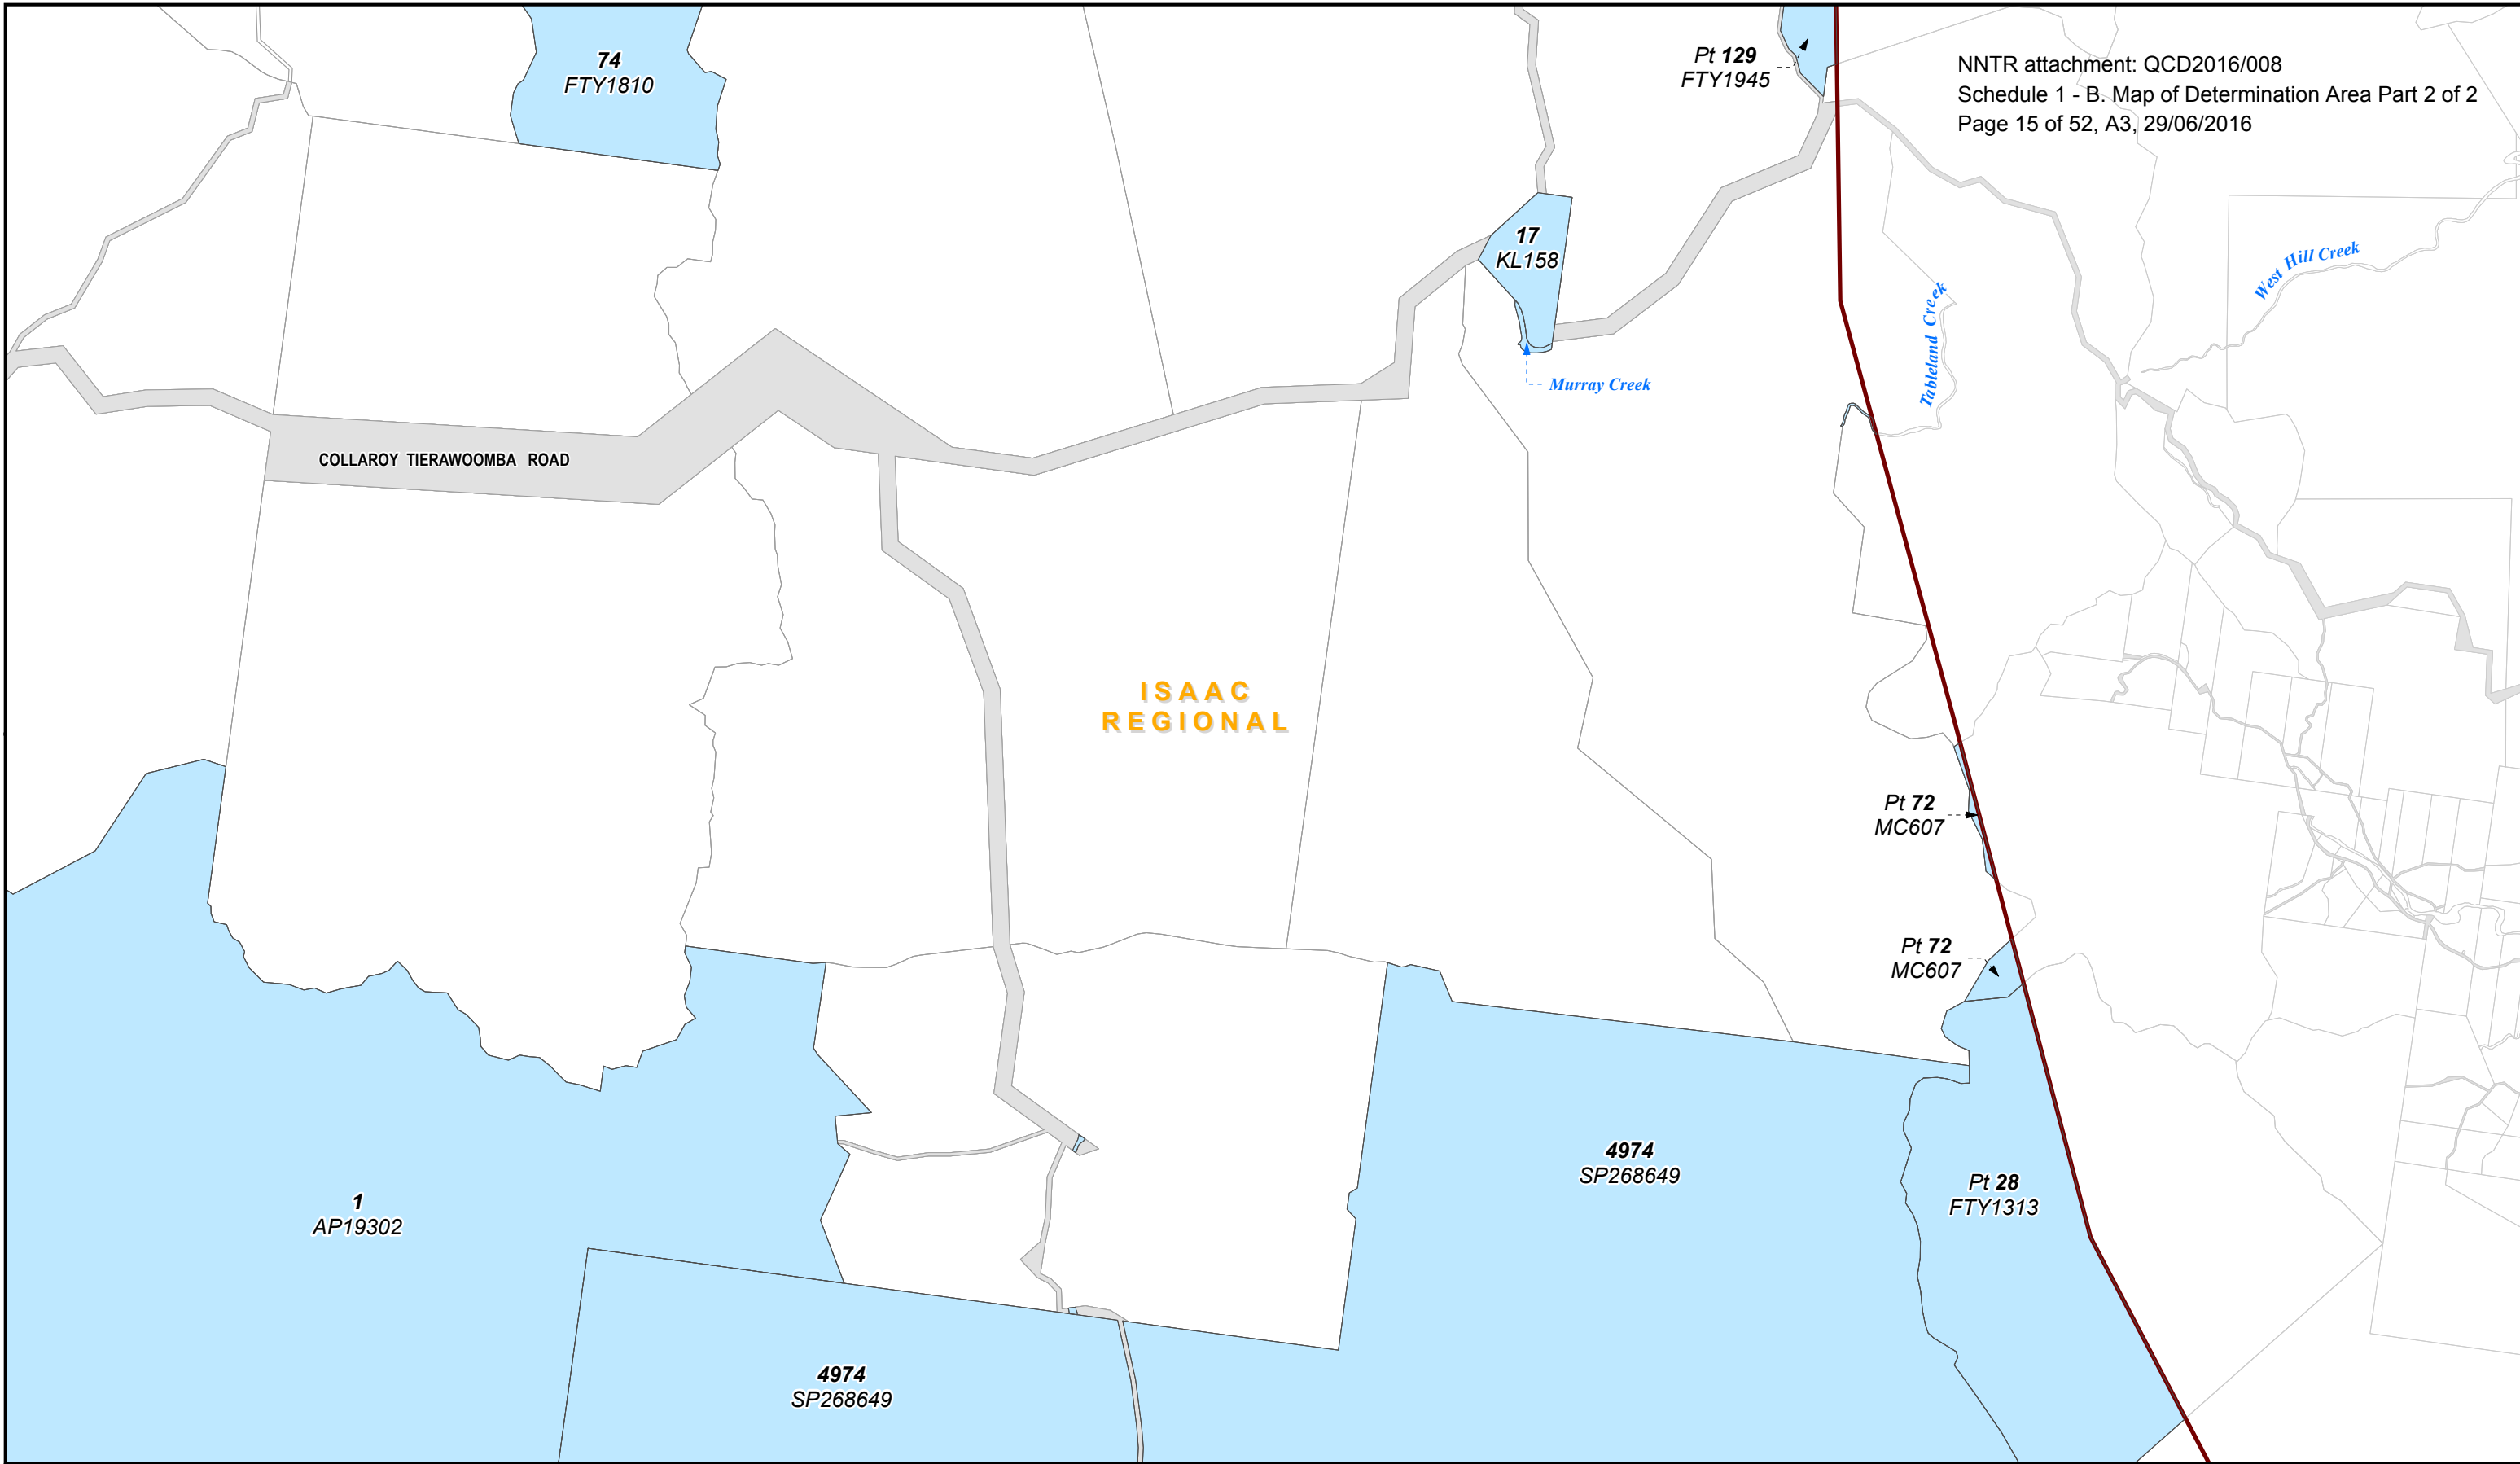 74
FTY1810
Pt 129
FTY1945
NNTR attachment: QCD2016/008
Schedule 1 - B. Map of Determination Area Part 2 of 2
Page 15 of 52, A3, 29/06/2016
17
KL158
West Hill Creek
Tableland Creek
Murray Creek
COLLAROY TIERAWOOMBA ROAD
ISAAC
REGIONAL
Pt 72
MC607
Pt 72
MC607
4974
SP268649
Pt 28
FTY1313
1
AP19302
4974
SP268649